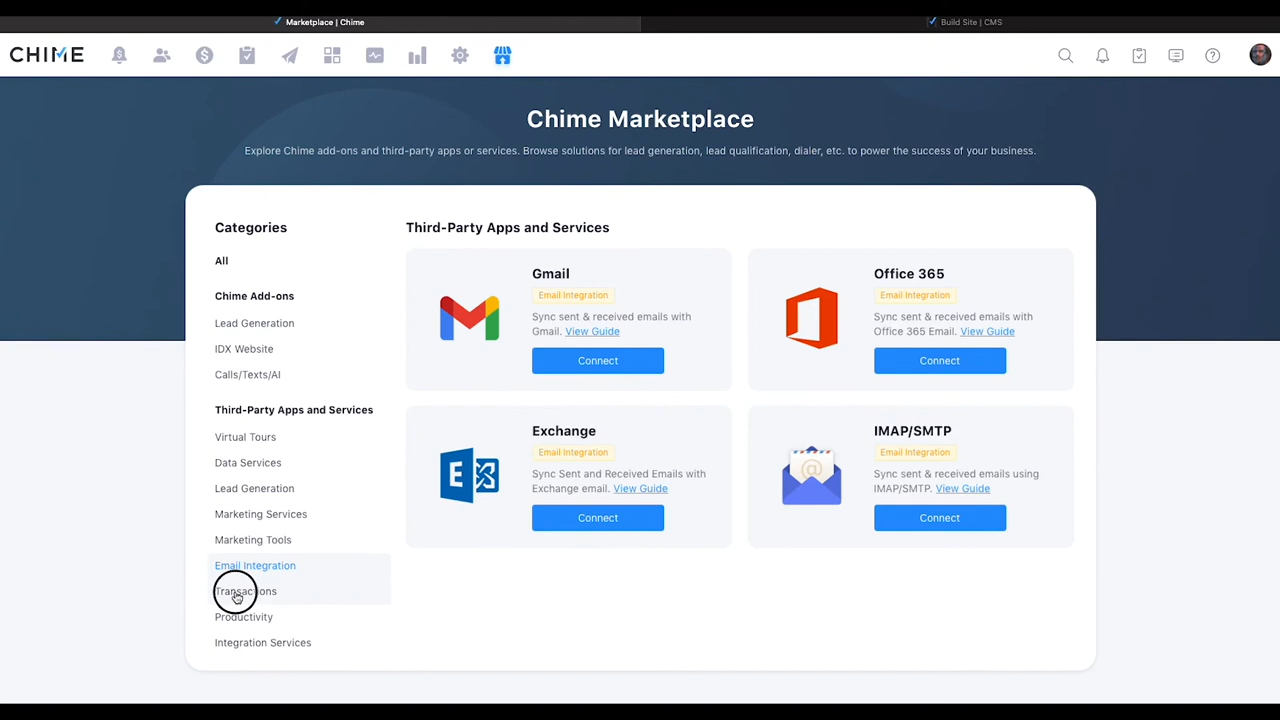 Marketplace | Chime
Build Site | CMS
CHIME
Chime Marketplace
Explore Chime add-ons and third-party apps or services. Browse solutions for lead generation, lead qualification, dialer, etc. to power the success of your business.
Categories
All
Chime Add-ons
Lead Generation
IDX Website
Calls/Texts/AI
Third-Party Apps and Services
Virtual Tours
Data Services
Lead Generation
Marketing Services
Marketing Tools
Email Integration
Transactions
Productivity
Integration Services
Third-Party Apps and Services
Gmail
Email Integration
Sync sent & received emails with
Gmail. View Guide
Connect
Office 365
Email Integration
Sync sent & received emails with
Office 365 Email. View Guide
Connect
Exchange
Email Integration
Sync Sent and Received Emails with
Exchange email. View Guide
Connect
IMAP/SMTP
Email Integration
Sync sent & received emails using
IMAP/SMTP. View Guide
Connect